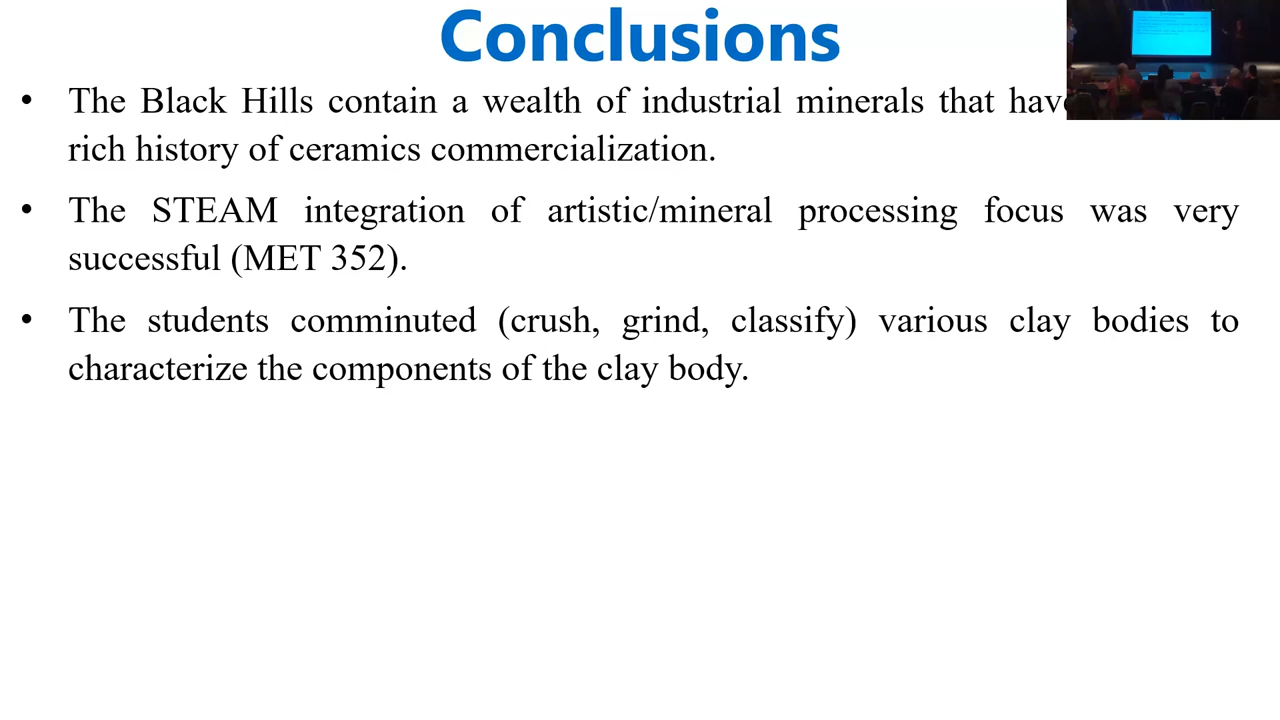 Conclusions
• The Black Hills contain a wealth of industrial minerals that have
rich history of ceramics commercialization.
• The STEAM integration of artistic/mineral processing focus was very
successful (MET 352).
• The students comminuted (crush, grind, classify) various clay bodies to
characterize the components of the clay body.